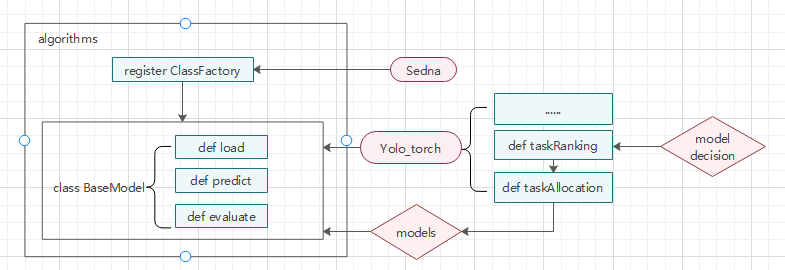 algorithms
register ClassFactory
Sedna
class BaseModel
def load
def predict
def evaluate
Yolo_torch
......
def taskRanking
def taskAllocation
model
decision
models